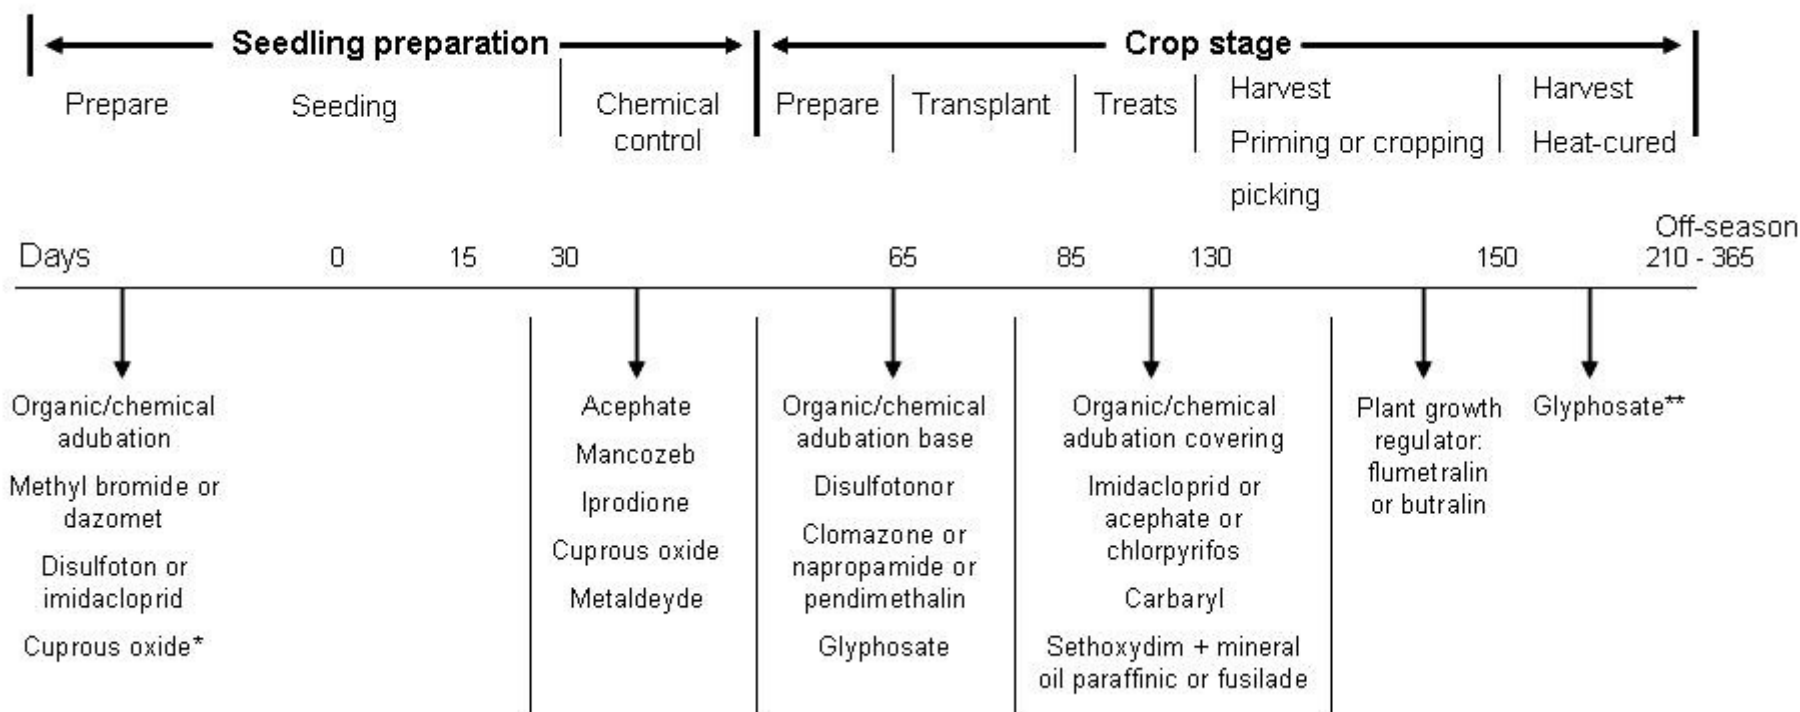 Seedling preparation
Crop stage
Prepare
Seeding
Chemical
control
Prepare
Transplant
Treats
Harvest
Priming or cropping
picking
Harvest
Heat-cured
Off-season
Days 0 15 30 65 85 130 150 210 - 365
Organic/chemical
adubation
Methyl bromide or
dazomet
Disulfoton or
imidacloprid
Cuprous oxide*
Acephate
Mancozeb
Iprodione
Cuprous oxide
Metaldeyde
Organic/chemical
adubation base
Disulfotonor
Clomazone or
napropamide or
pendimethalin
Glyphosate
Organic/chemical
adubation covering
Imidacloprid or
acephate or
chlorpyrifos
Carbaryl
Sethoxydim + mineral
oil paraffinic or fusilade
Plant growth
regulator:
flumetralin
or butralin
Glyphosate**